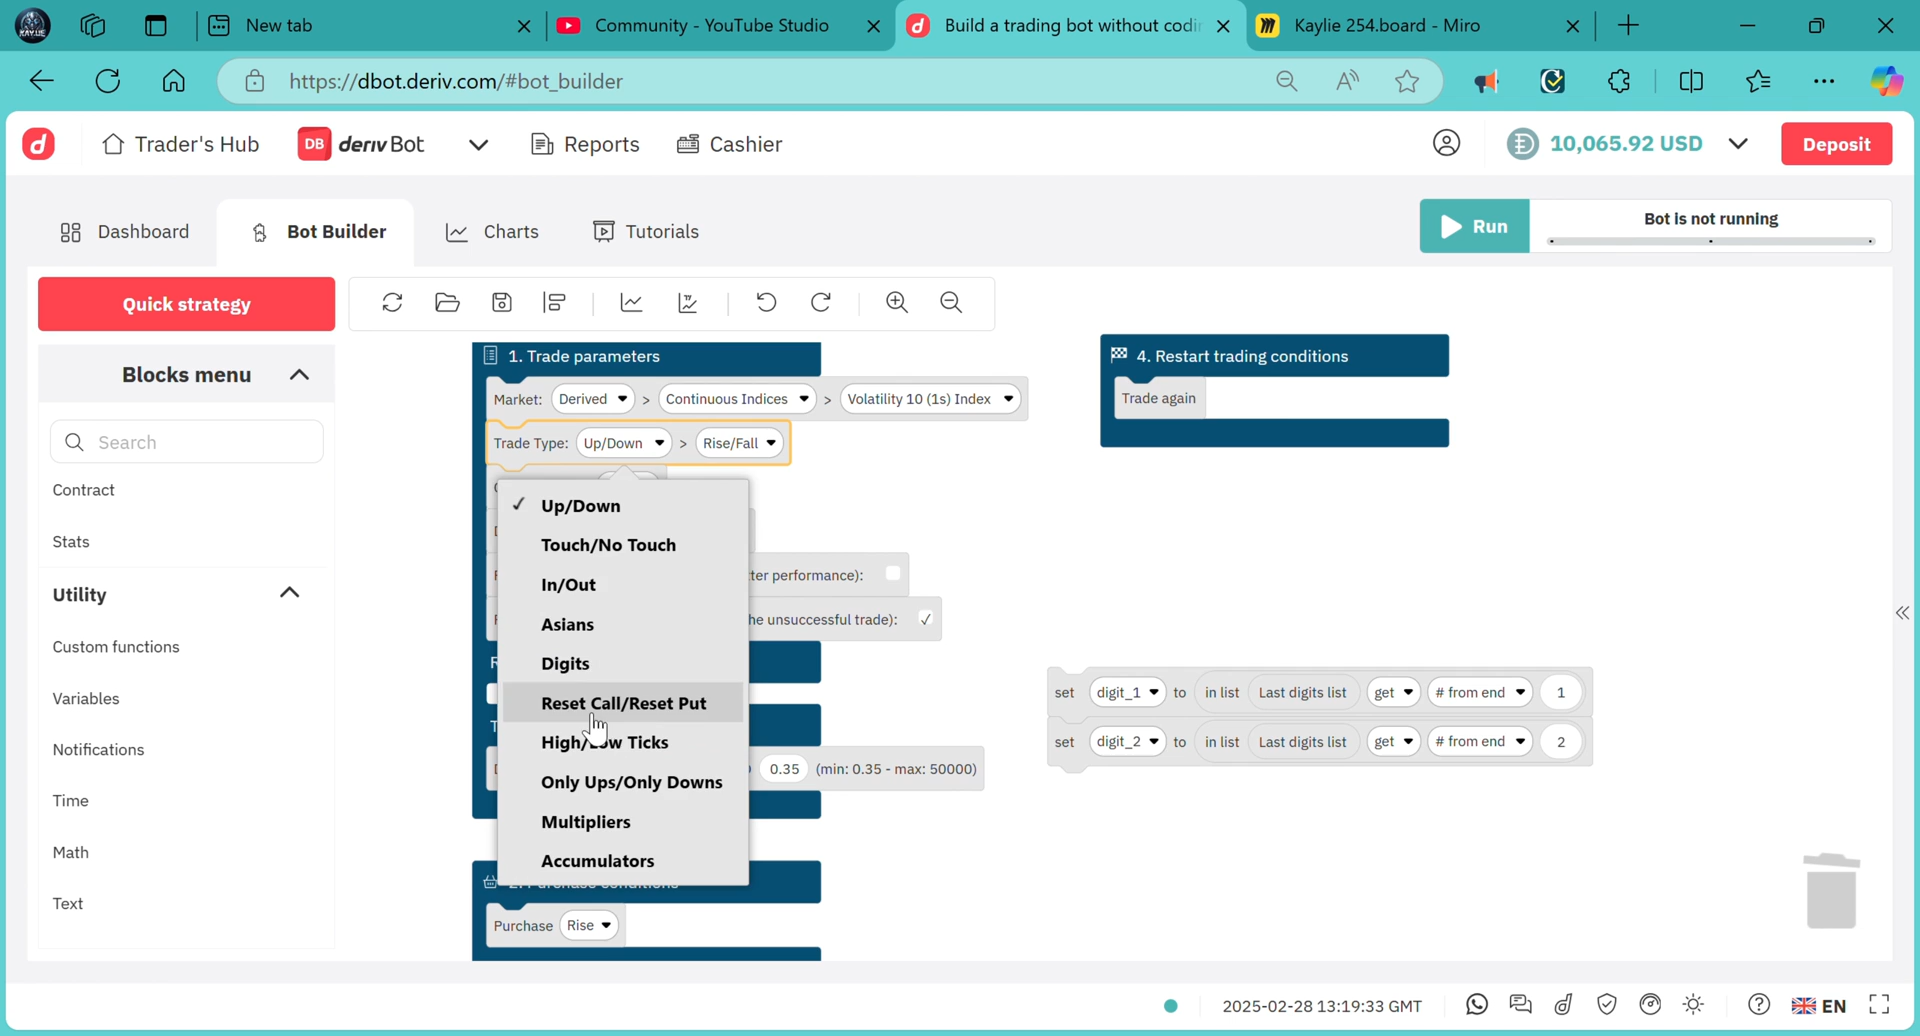 New tab
Community - YouTube Studio
Build a trading bot without codin
Kaylie 254.board - Miro
https://dbot.deriv.com/#bot_builder
Trader's Hub
DB deriv Bot
Reports
Cashier
10,065.92 USD
Deposit
Dashboard
Bot Builder
Charts
Tutorials
Run
Bot is not running
Quick strategy
Blocks menu
Search
Contract
Stats
Utility
Custom functions
Variables
Notifications
Time
Math
Text
1. Trade parameters
Market: Derived > Continuous Indices > Volatility 10 (1s) Index
Trade Type: Up/Down > Rise/Fall
✓ Up/Down
Touch/No Touch
In/Out
Asians
Digits
Reset Call/Reset Put
High/Low Ticks
Only Ups/Only Downs
Multipliers
Accumulators
ter performance):
he unsuccessful trade): ✓
0.35 (min: 0.35 - max: 50000)
Purchase Rise
4. Restart trading conditions
Trade again
set digit_1 to in list Last digits list get # from end 1
set digit_2 to in list Last digits list get # from end 2
2025-02-28 13:19:33 GMT
EN